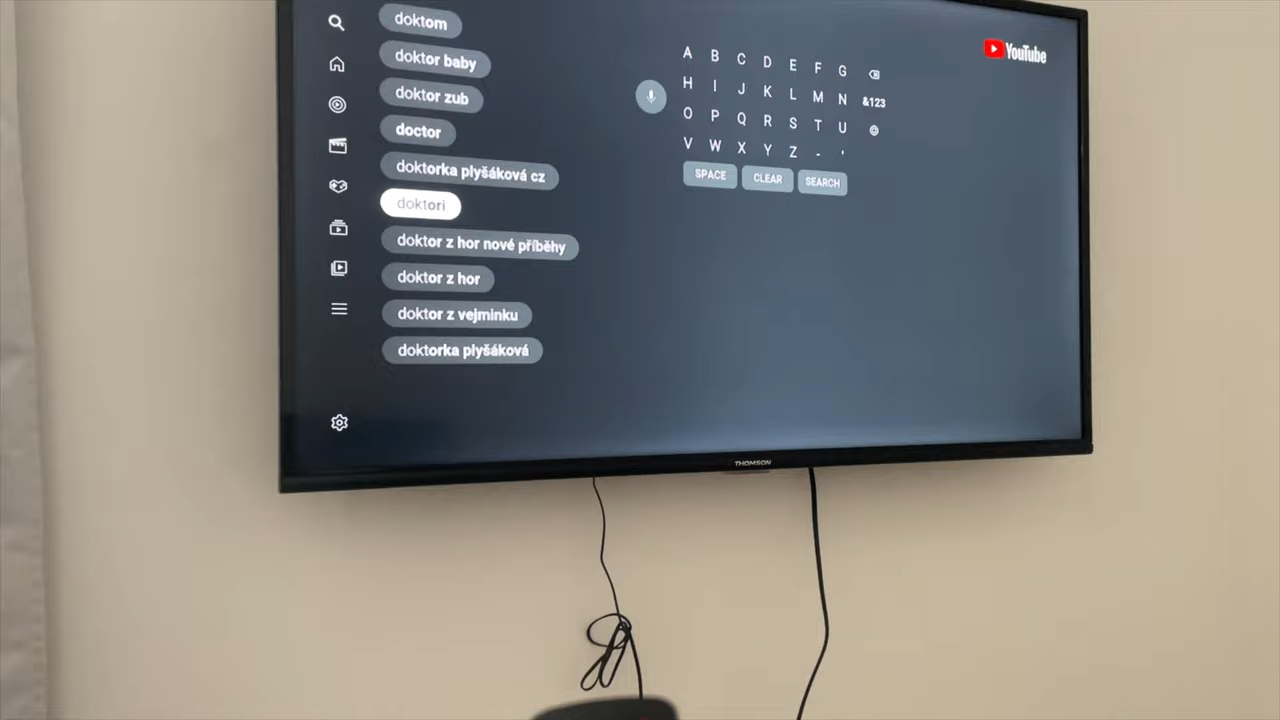 doktom
doktor baby
doktor zub
doctor
doktorka plyšáková cz
doktori
doktor z hor nové příběhy
doktor z hor
doktor z vejminku
doktorka plyšáková
A B C D E F G
H I J K L M N &123
O P Q R S T U
V W X Y Z - '
SPACE CLEAR SEARCH
YouTube
THOMSON